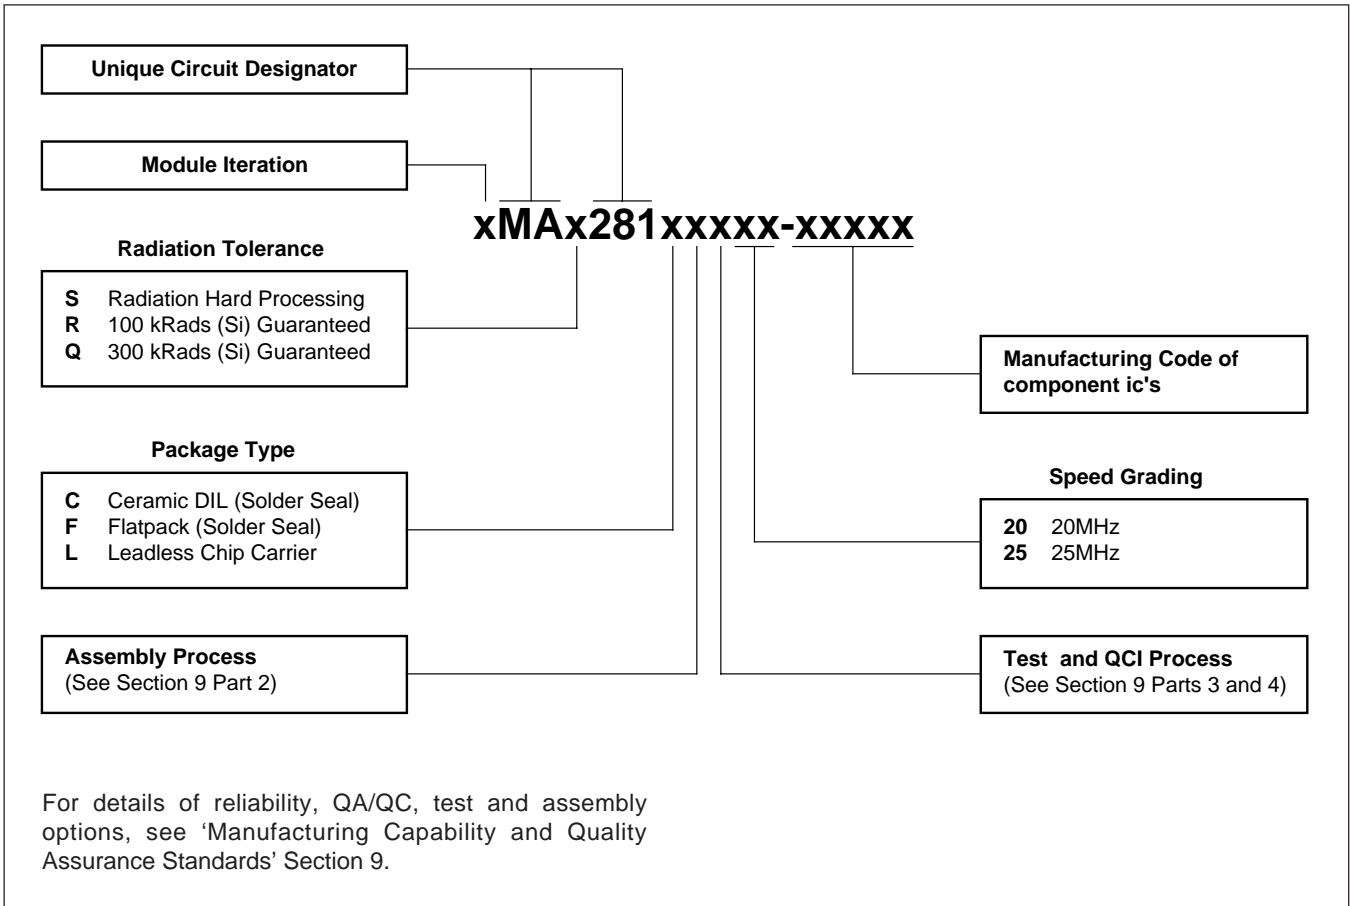 Unique Circuit Designator
Module Iteration
xMAx281xxxxx-xxxxx
Radiation Tolerance
S Radiation Hard Processing
R 100 kRads (Si) Guaranteed
Q 300 kRads (Si) Guaranteed
Package Type
C Ceramic DIL (Solder Seal)
F Flatpack (Solder Seal)
L Leadless Chip Carrier
Assembly Process
(See Section 9 Part 2)
Manufacturing Code of
component ic's
Speed Grading
20 20MHz
25 25MHz
Test and QCI Process
(See Section 9 Parts 3 and 4)
For details of reliability, QA/QC, test and assembly
options, see ‘Manufacturing Capability and Quality
Assurance Standards’ Section 9.